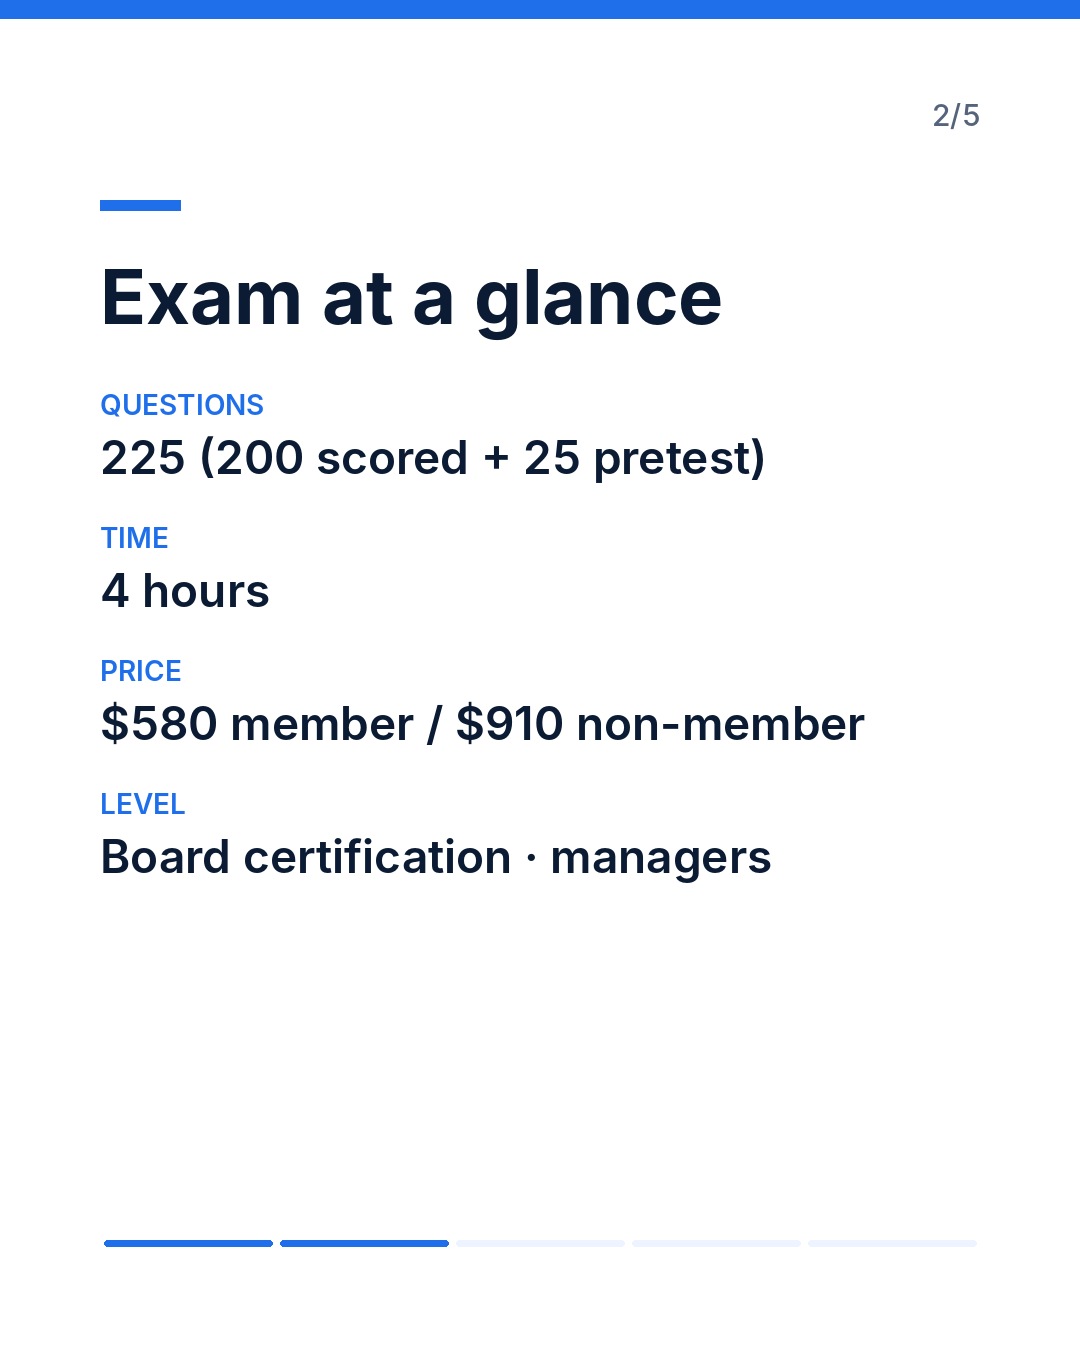 2/5
Exam at a glance
QUESTIONS
225 (200 scored + 25 pretest)
TIME
4 hours
PRICE
$580 member / $910 non-member
LEVEL
Board certification · managers